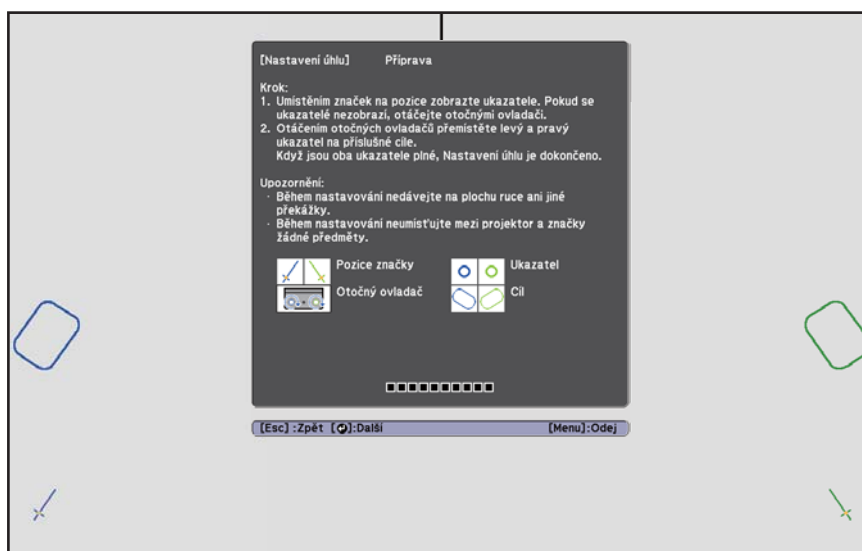 [Nastavení úhlu] Příprava
Krok:
1. Umístěním značek na pozice zobrazte ukazatele. Pokud se
ukazatelé nezobrazí, otáčejte otočnými ovladači.
2. Otáčením otočných ovladačů přemístěte levý a pravý
ukazatel na příslušné cíle.
Když jsou oba ukazatele plné, Nastavení úhlu je dokončeno.
Upozornění:
· Během nastavování nedávejte na plochu ruce ani jiné
překážky.
· Během nastavování neumísťujte mezi projektor a značky
žádné předměty.
Pozice značky Ukazatel
Otočný ovladač Cíl
[Esc] :Zpět [⏎]:Další [Menu]:Odej